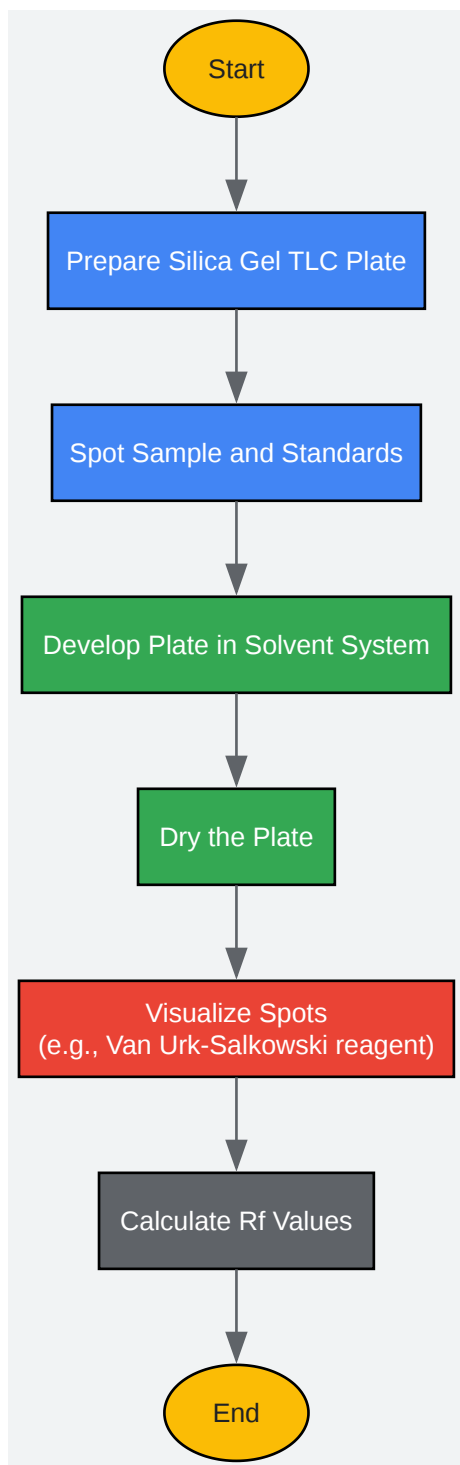 Start
Prepare Silica Gel TLC Plate
Spot Sample and Standards
Develop Plate in Solvent System
Dry the Plate
Visualize Spots
(e.g., Van Urk-Salkowski reagent)
Calculate Rf Values
End